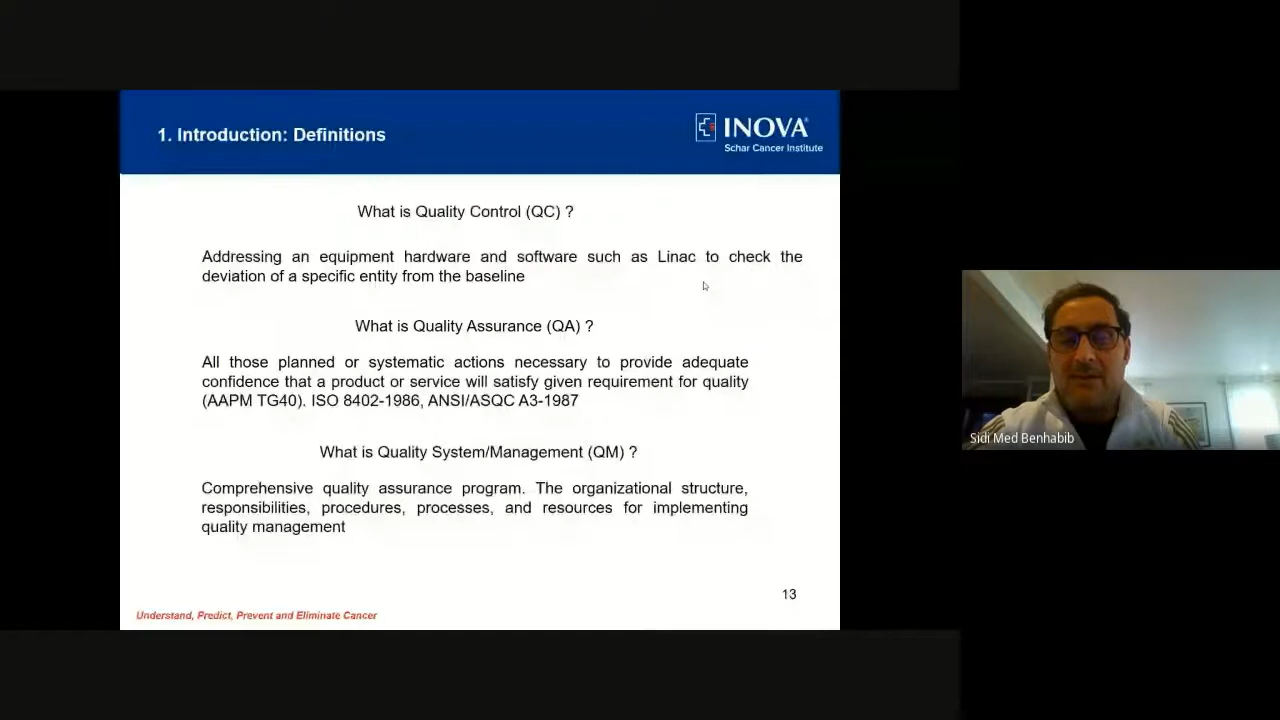 1. Introduction: Definitions
INOVA®
Schar Cancer Institute
What is Quality Control (QC) ?
Addressing an equipment hardware and software such as Linac to check the
deviation of a specific entity from the baseline
What is Quality Assurance (QA) ?
All those planned or systematic actions necessary to provide adequate
confidence that a product or service will satisfy given requirement for quality
(AAPM TG40). ISO 8402-1986, ANSI/ASQC A3-1987
What is Quality System/Management (QM) ?
Comprehensive quality assurance program. The organizational structure,
responsibilities, procedures, processes, and resources for implementing
quality management
13
Understand, Predict, Prevent and Eliminate Cancer
Sidi Med Benhabib